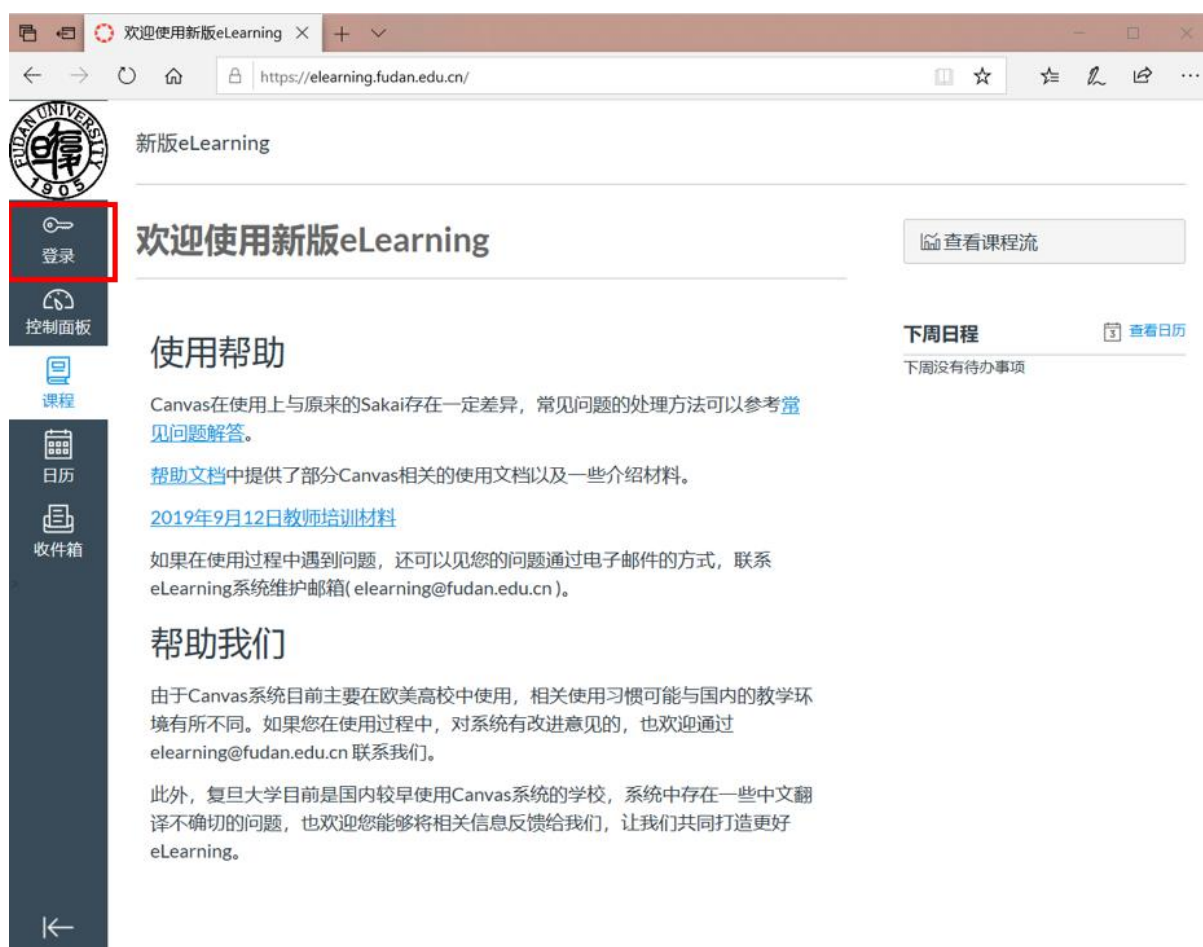 欢迎使用新版eLearning
https://elearning.fudan.edu.cn/
FUDAN UNIVERSITY
1905
新版eLearning
登录
控制面板
课程
日历
收件箱
欢迎使用新版eLearning
使用帮助
Canvas在使用上与原来的Sakai存在一定差异，常见问题的处理方法可以参考常
见问题解答。
帮助文档中提供了部分Canvas相关的使用文档以及一些介绍材料。
2019年9月12日教师培训材料
如果在使用过程中遇到问题，还可以见您的问题通过电子邮件的方式，联系
eLearning系统维护邮箱( elearning@fudan.edu.cn )。
帮助我们
由于Canvas系统目前主要在欧美高校中使用，相关使用习惯可能与国内的教学环
境有所不同。如果您在使用过程中，对系统有改进意见的，也欢迎通过
elearning@fudan.edu.cn 联系我们。
此外，复旦大学目前是国内较早使用Canvas系统的学校，系统中存在一些中文翻
译不确切的问题，也欢迎您能够将相关信息反馈给我们，让我们共同打造更好
eLearning。
查看课程流
下周日程
3 查看日历
下周没有待办事项